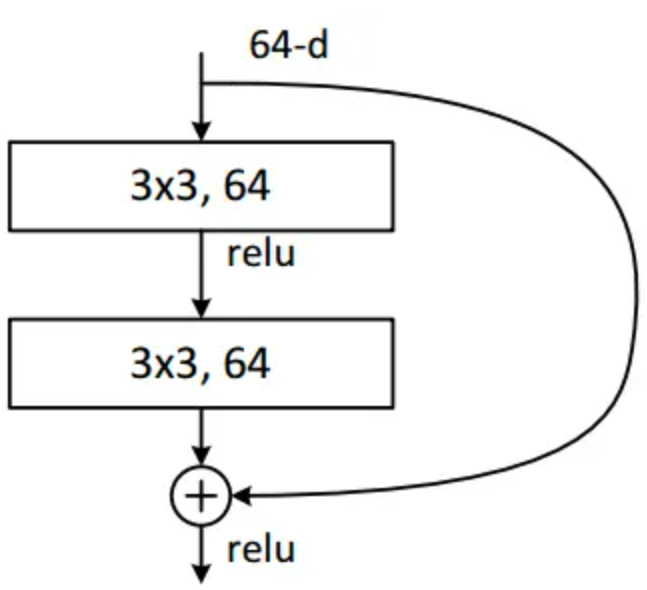 64-d
3x3, 64
relu
3x3, 64
+
relu